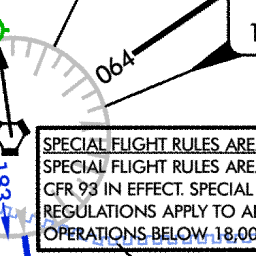 064
SPECIAL FLIGHT RULES ARE
SPECIAL FLIGHT RULES ARE
CFR 93 IN EFFECT. SPECIAL
REGULATIONS APPLY TO
OPERATIONS BELOW 18,00
193